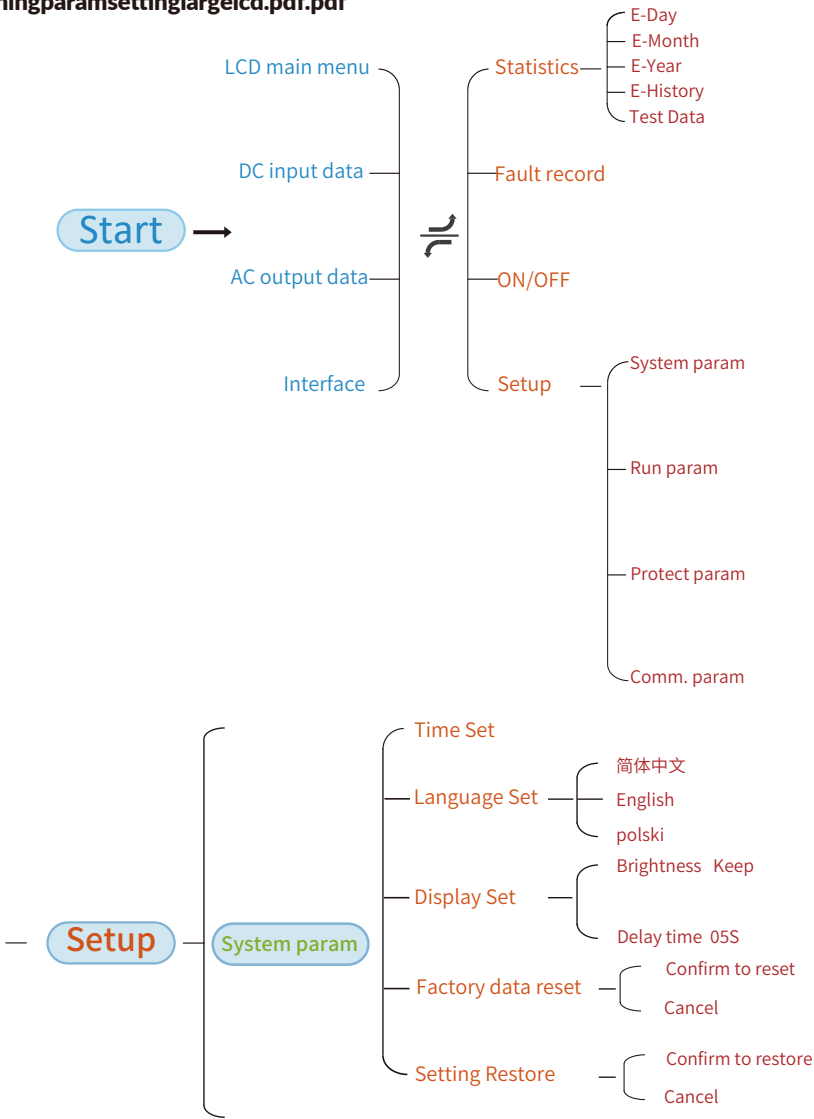 ningparamsettinglargelcd.pdf.pdf
Start
LCD main menu
DC input data
AC output data
Interface
Statistics
E-Day
E-Month
E-Year
E-History
Test Data
Fault record
ON/OFF
Setup
System param
Run param
Protect param
Comm. param
Setup
System param
Time Set
Language Set
简体中文
English
polski
Display Set
Brightness Keep
Delay time 05S
Factory data reset
Confirm to reset
Cancel
Setting Restore
Confirm to restore
Cancel